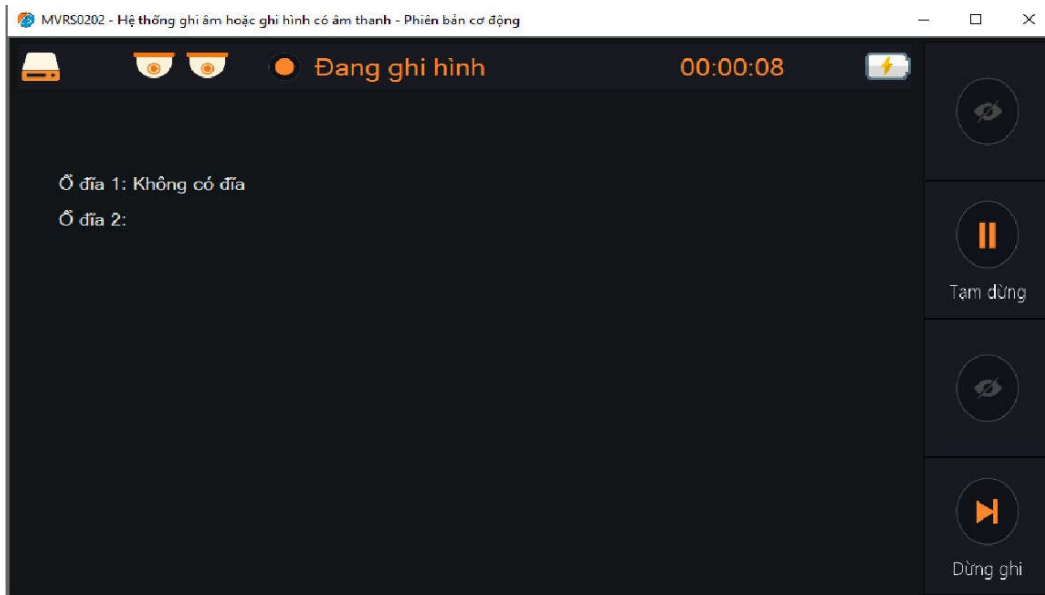 MVRS0202 - Hệ thống ghi âm hoặc ghi hình có âm thanh - Phiên bản cơ động
Đang ghi hình 00:00:08
Ổ đĩa 1: Không có đĩa
Ổ đĩa 2:
Tạm dừng
Dừng ghi